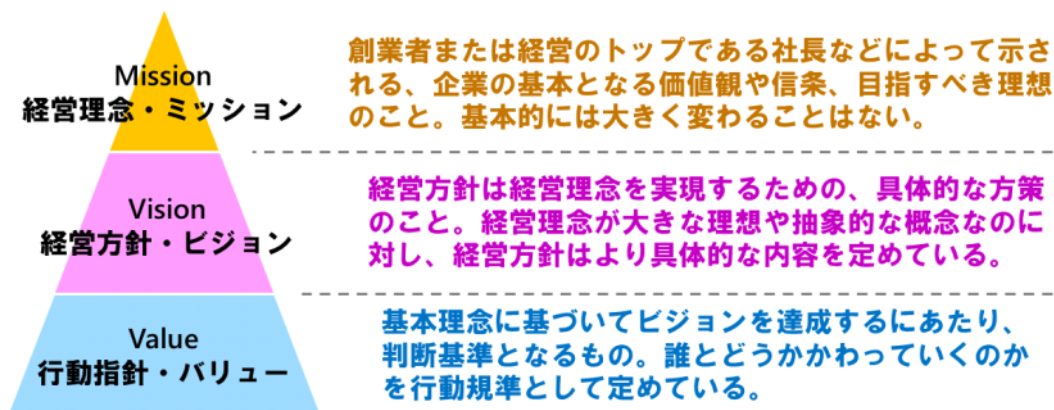 Mission
経営理念・ミッション
創業者または経営のトップである社長などによって示さ
れる、企業の基本となる価値観や信条、目指すべき理想
のこと。基本的には大きく変わることはない。
Vision
経営方針・ビジョン
経営方針は経営理念を実現するための、具体的な方策
のこと。経営理念が大きな理想や抽象的な概念なのに
対し、経営方針はより具体的な内容を定めている。
Value
行動指針・バリュー
基本理念に基づいてビジョンを達成するにあたり、
判断基準となるもの。誰とどうかかわっていくのか
を行動規準として定めている。